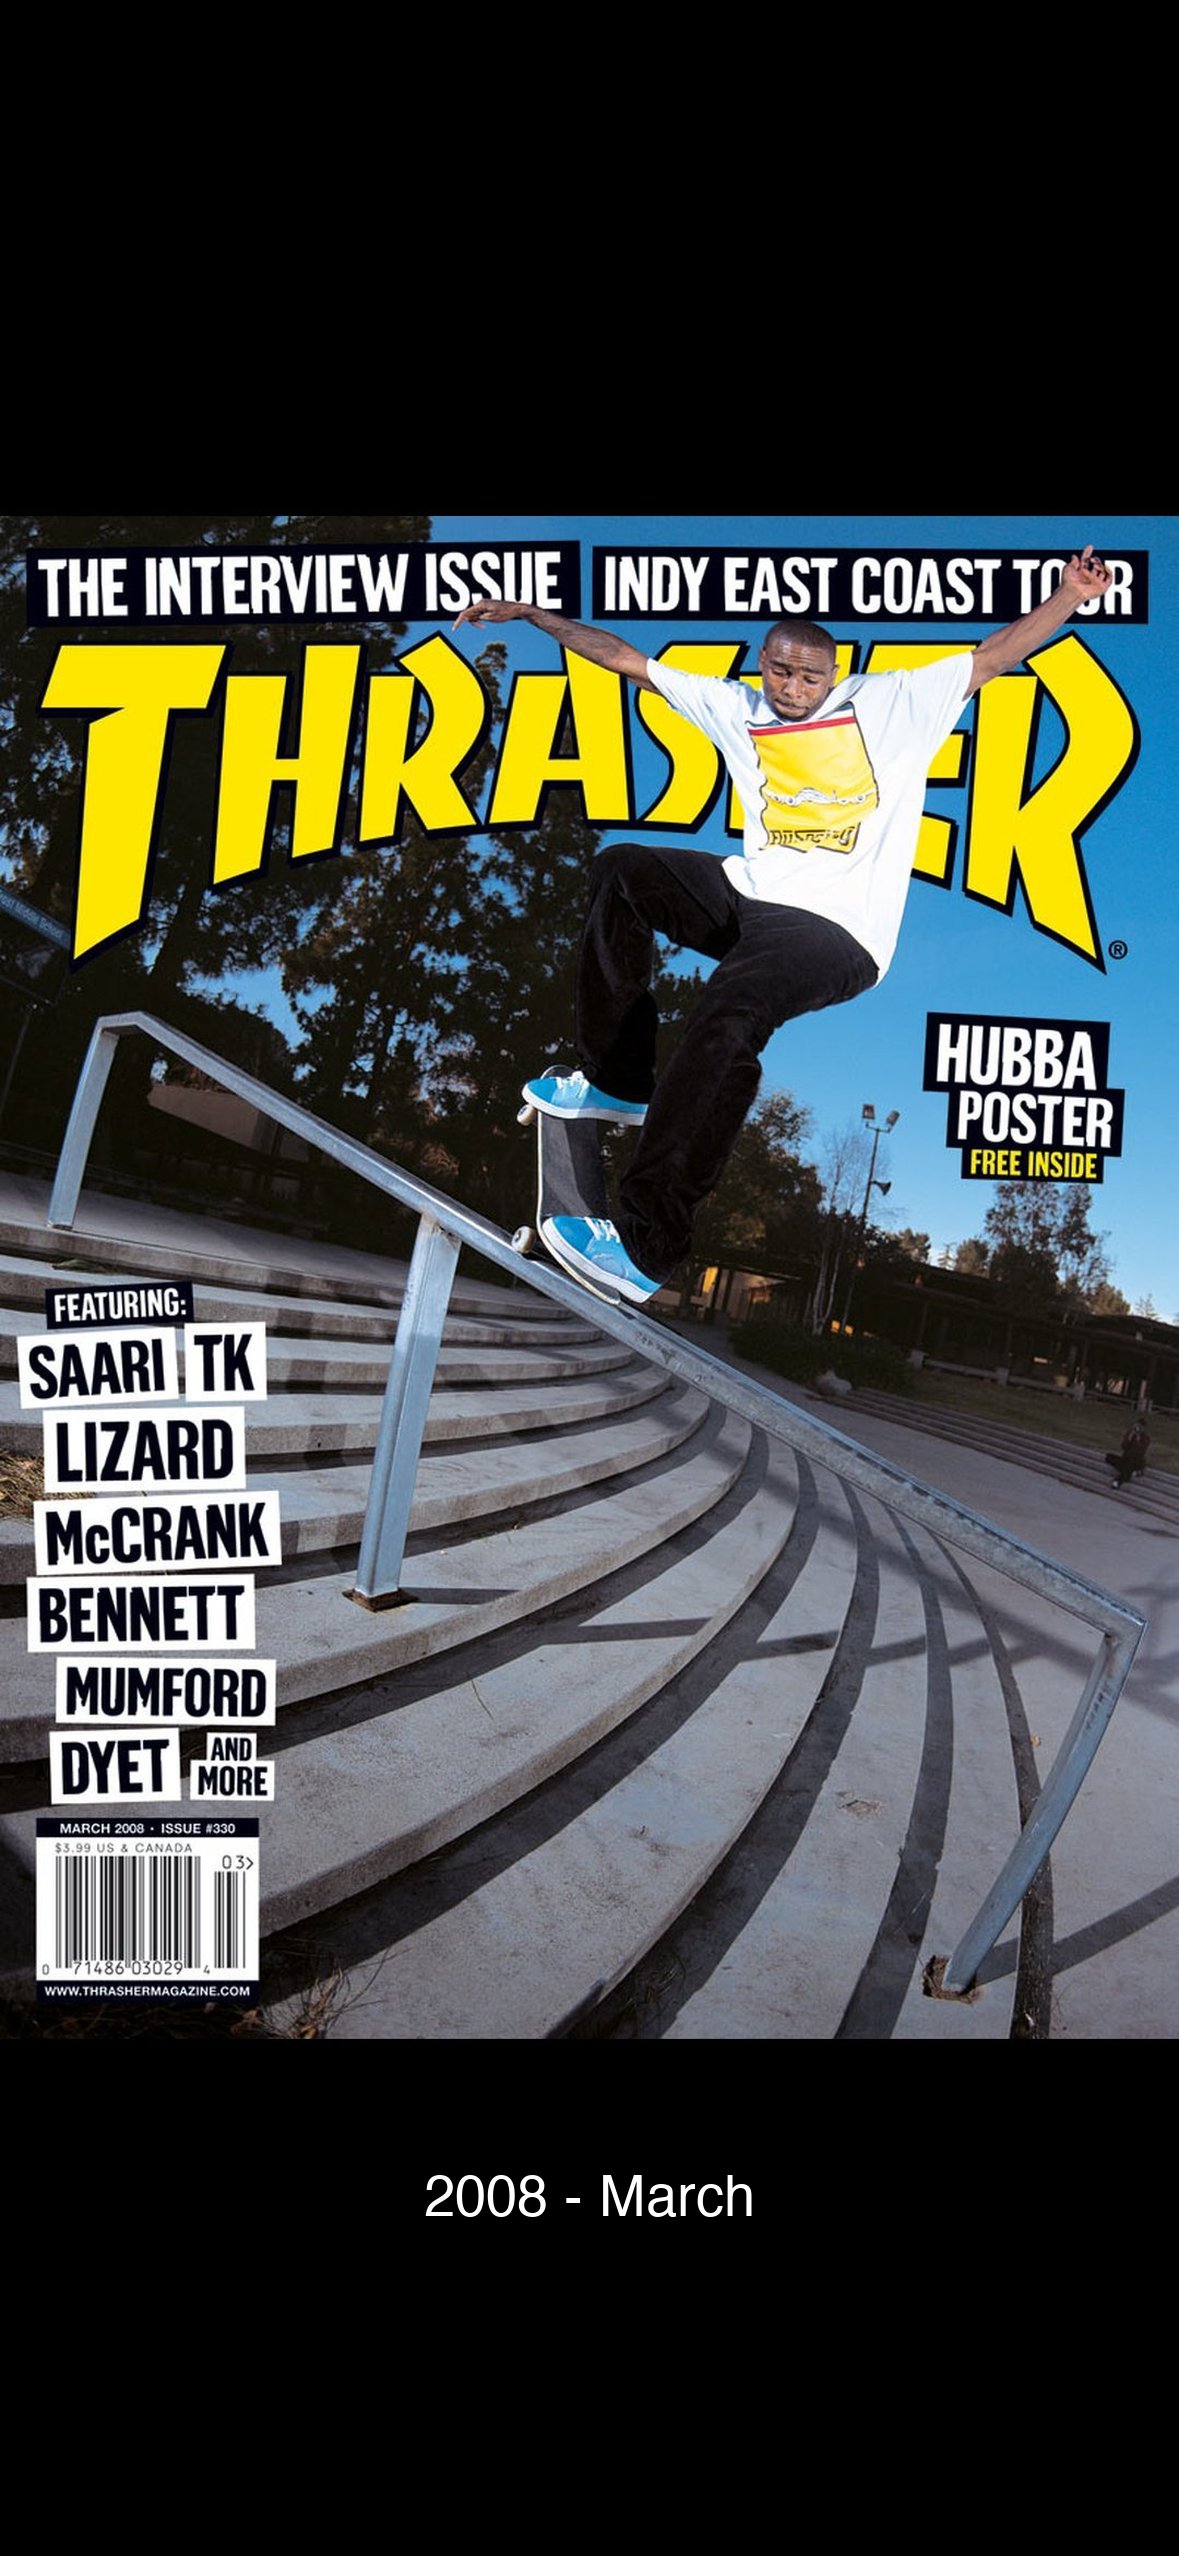 THE INTERVIEW ISSUE
INDY EAST COAST TOUR
THRASHER
®
HUBBA
POSTER
FREE INSIDE
FEATURING:
SAARI TK
LIZARD
McCRANK
BENNETT
MUMFORD
DYET AND
MORE
MARCH 2008 • ISSUE #330
$3.99 US & CANADA
03>
0 71486 03029 4
WWW.THRASHERMAGAZINE.COM
2008 - March